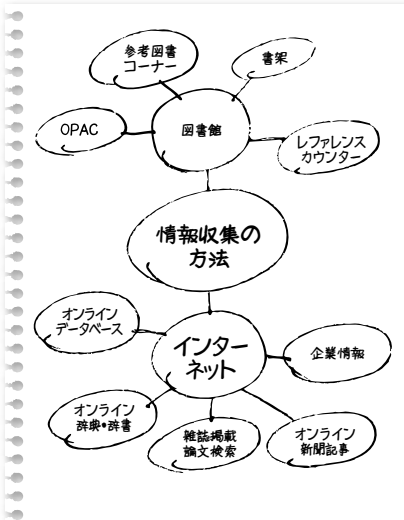 参考図書
コーナー
書架
OPAC
図書館
レファレンス
カウンター
情報収集の
方法
オンライン
データベース
インター
ネット
企業情報
オンライン
辞典•辞書
雑誌掲載
論文検索
オンライン
新聞記事